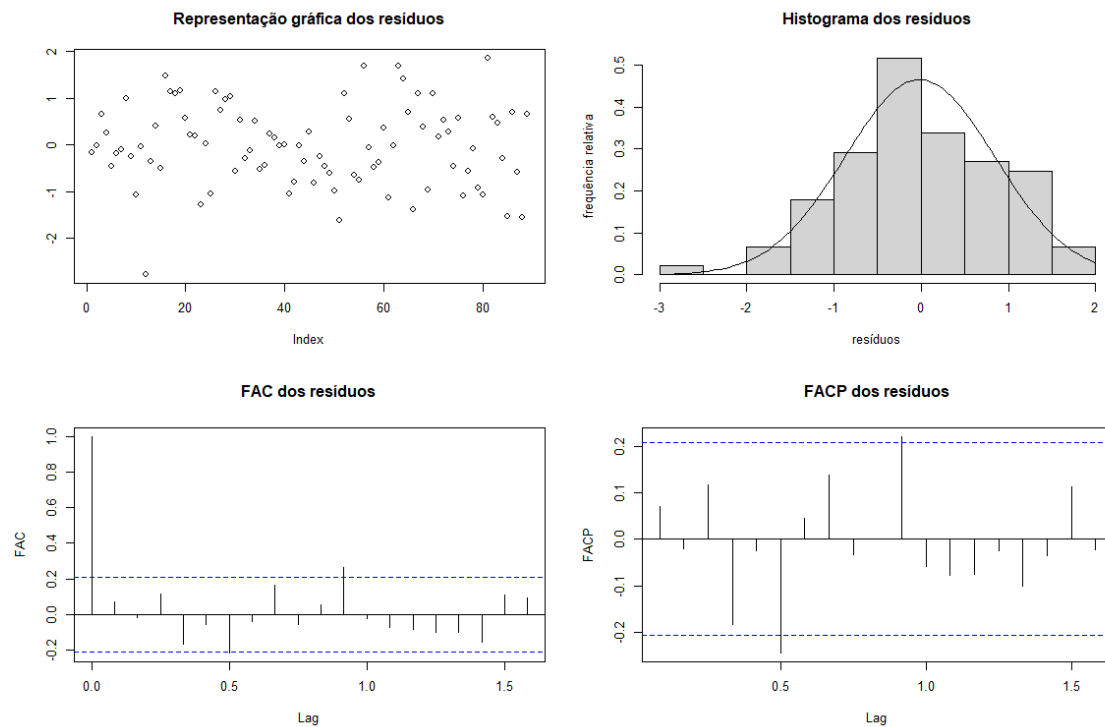 Representação gráfica dos resíduos
2
1
0
-1
-2
0 20 40 60 80
Index
Histograma dos resíduos
frequência relativa
0.5
0.4
0.3
0.2
0.1
0.0
-3 -2 -1 0 1 2
resíduos
FAC dos resíduos
FAC
1.0
0.8
0.6
0.4
0.2
0.0
-0.2
0.0 0.5 1.0 1.5
Lag
FACP dos resíduos
FACP
0.2
0.1
0.0
-0.1
-0.2
0.5 1.0 1.5
Lag